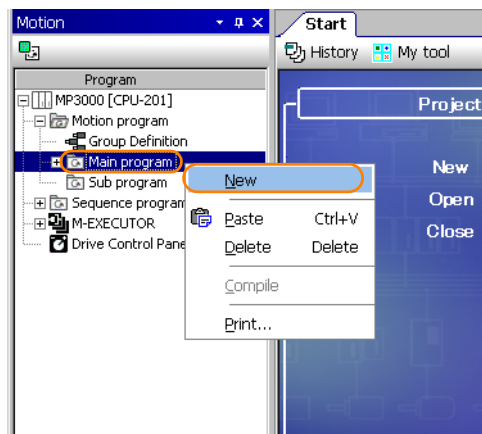 Motion
Start
History
My tool
Program
MP3000 [CPU-201]
Motion program
Group Definition
Main program
Sub program
Sequence program
M-EXECUTOR
Drive Control Pane
New
Paste Ctrl+V
Delete Delete
Compile
Print...
Project
New
Open
Close